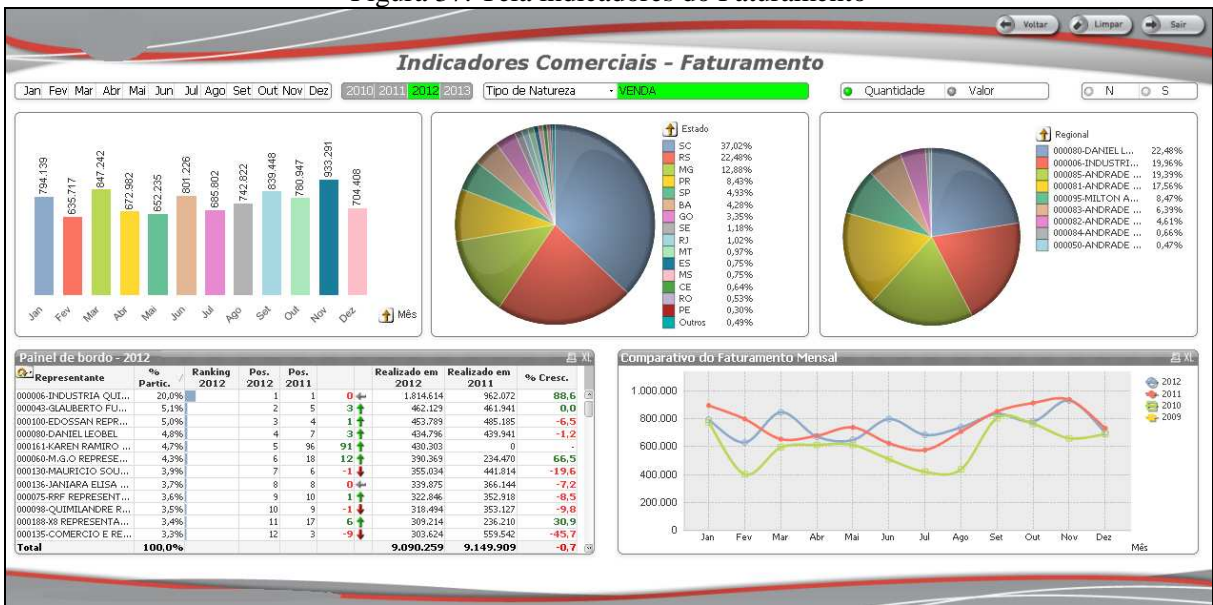 Figura 37: Tela Indicadores do Faturamento
Voltar Limpar Sair
Indicadores Comerciais - Faturamento
Jan Fev Mar Abr Mai Jun Jul Ago Set Out Nov Dez 2010 2011 2012 2013 Tipo de Natureza - VENDA Quantidade Valor N S
794.139 635.717 847.242 672.982 652.235 801.226 685.802 742.822 839.448 780.947 933.291 704.408
Jan Fev Mar Abr Mai Jun Jul Ago Set Out Nov Dez Mês
Estado
SC 37,02%
RS 22,48%
MG 12,88%
PR 8,43%
SP 4,93%
BA 4,28%
GO 3,35%
SE 1,18%
RJ 1,02%
MT 0,97%
ES 0,75%
MS 0,75%
CE 0,64%
RO 0,53%
PE 0,30%
Outros 0,49%
Regional
000080-DANIEL L... 22,48%
000006-INDUSTRI... 19,96%
000085-ANDRADE ... 19,39%
000081-ANDRADE ... 17,56%
000095-MILTON A... 8,47%
000083-ANDRADE ... 6,39%
000082-ANDRADE ... 4,61%
000084-ANDRADE ... 0,66%
000050-ANDRADE ... 0,47%
Painel de bordo - 2012 XL
Representante % Partic. Ranking 2012 Pos. 2012 Pos. 2011 Realizado em 2012 Realizado em 2011 % Cresc.
000006-INDUSTRIA QUI... 20,0% 1 1 0 1.814.614 962.072 88,6
000043-GLAUBERTO FU... 5,1% 2 5 3 462.129 461.941 0,0
000100-EDOSSAN REPR... 5,0% 3 4 1 453.789 485.185 -6,5
000080-DANIEL LEOBEL 4,8% 4 7 3 434.796 439.941 -1,2
000161-KAREN RAMIRO ... 4,7% 5 96 91 430.303 0 -
000060-M.G.O REPRESE... 4,3% 6 18 12 390.369 234.470 66,5
000130-MAURICIO SOU... 3,9% 7 6 -1 355.034 441.814 -19,6
000136-JANIARA ELISA ... 3,7% 8 8 0 339.875 366.144 -7,2
000075-RRF REPRESENT... 3,6% 9 10 1 322.846 352.918 -8,5
000098-QUIMILANDRE R... 3,5% 10 9 -1 318.494 353.127 -9,8
000188-X8 REPRESENTA... 3,4% 11 17 6 309.214 236.210 30,9
000135-COMERCIO E RE... 3,3% 12 3 -9 303.624 559.542 -45,7
Total 100,0% 9.090.259 9.149.909 -0,7
Comparativo do Faturamento Mensal XL
1.000.000
800.000
600.000
400.000
200.000
0
Jan Fev Mar Abr Mai Jun Jul Ago Set Out Nov Dez
Mês
2012
2011
2010
2009